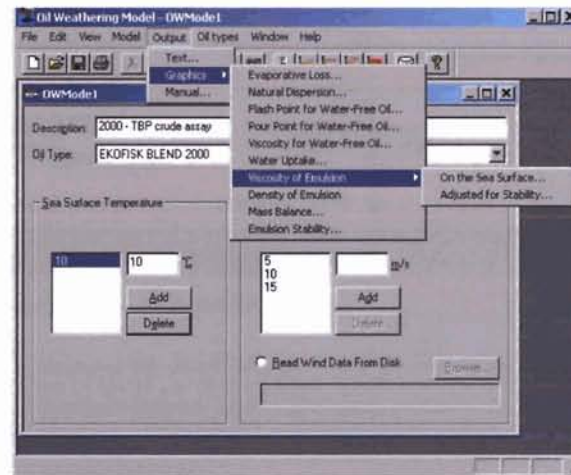 Oil Weathering Model - OWMode1
File Edit View Model Output Oil types Window Help
Text...
Graphics
Manual...
Evaporative Loss...
Natural Dispersion...
Flash Point for Water-Free Oil...
Pour Point for Water-Free Oil...
Viscosity for Water-Free Oil...
Water Uptake...
Viscosity of Emulsion
Density of Emulsion
Mass Balance...
Emulsion Stability...
On the Sea Surface...
Adjusted for Stability...
OWMode1
Description: 2000 - TBP crude assay
Oil Type: EKOFISK BLEND 2000
Sea Surface Temperature
10
10 °C
Add
Delete
5
10
15
m/s
Add
Delete
Read Wind Data From Disk
Browse...